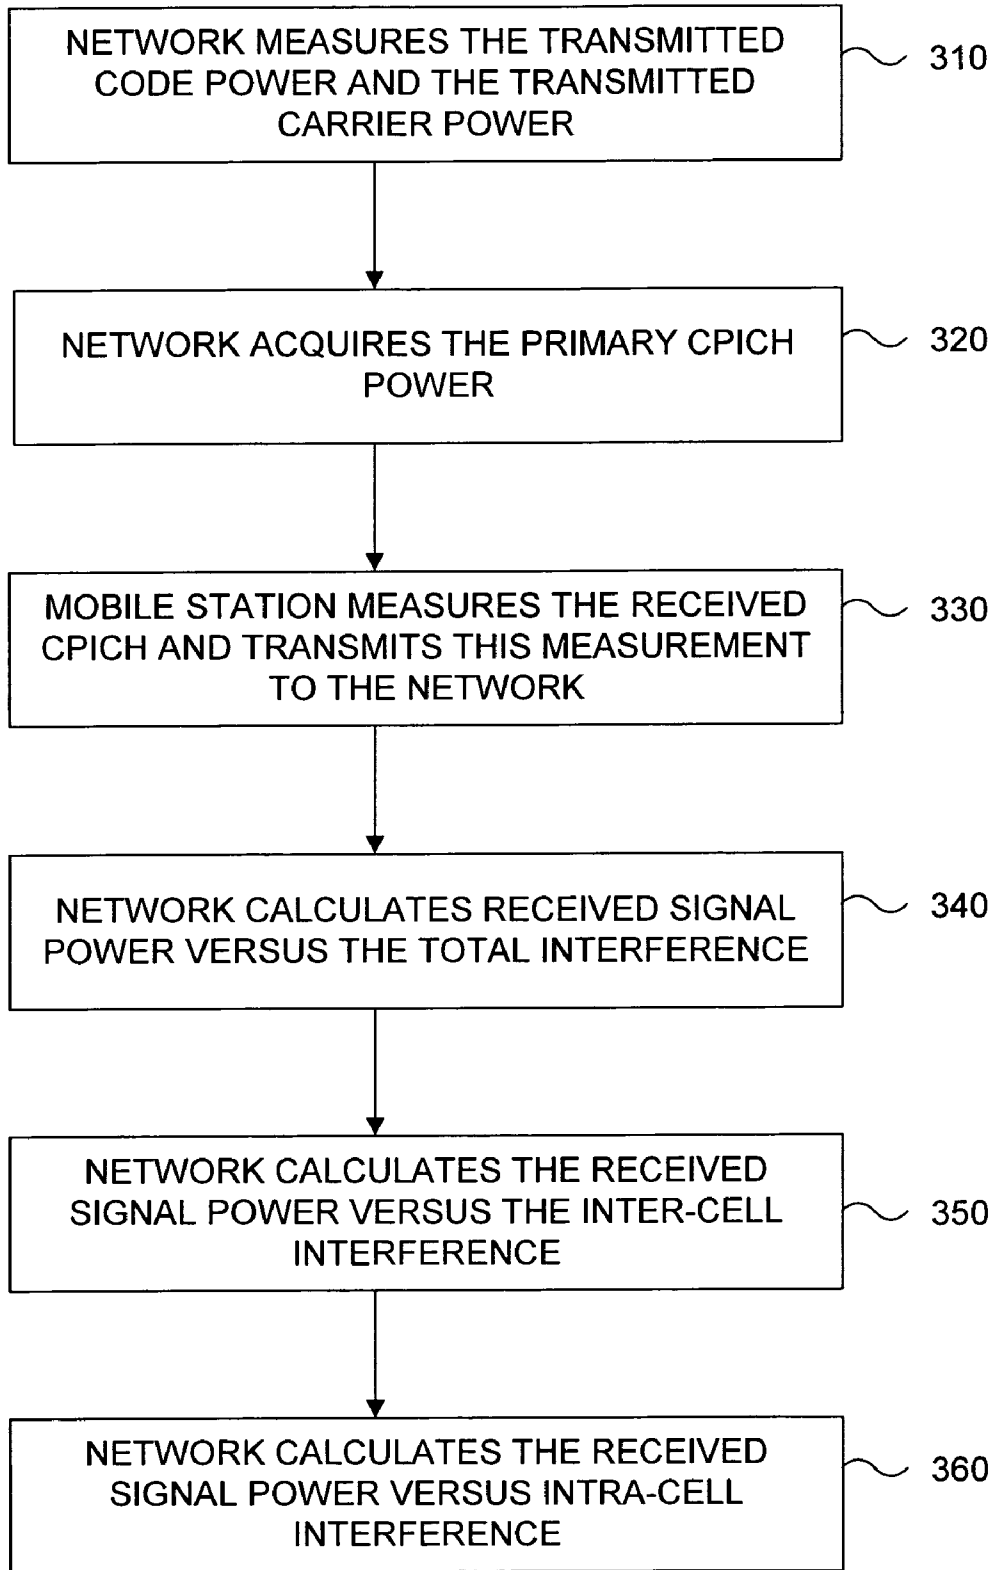 NETWORK MEASURES THE TRANSMITTED
CODE POWER AND THE TRANSMITTED
CARRIER POWER
310
NETWORK ACQUIRES THE PRIMARY CPICH
POWER
320
MOBILE STATION MEASURES THE RECEIVED
CPICH AND TRANSMITS THIS MEASUREMENT
TO THE NETWORK
330
NETWORK CALCULATES RECEIVED SIGNAL
POWER VERSUS THE TOTAL INTERFERENCE
340
NETWORK CALCULATES THE RECEIVED
SIGNAL POWER VERSUS THE INTER-CELL
INTERFERENCE
350
NETWORK CALCULATES THE RECEIVED
SIGNAL POWER VERSUS INTRA-CELL
INTERFERENCE
360